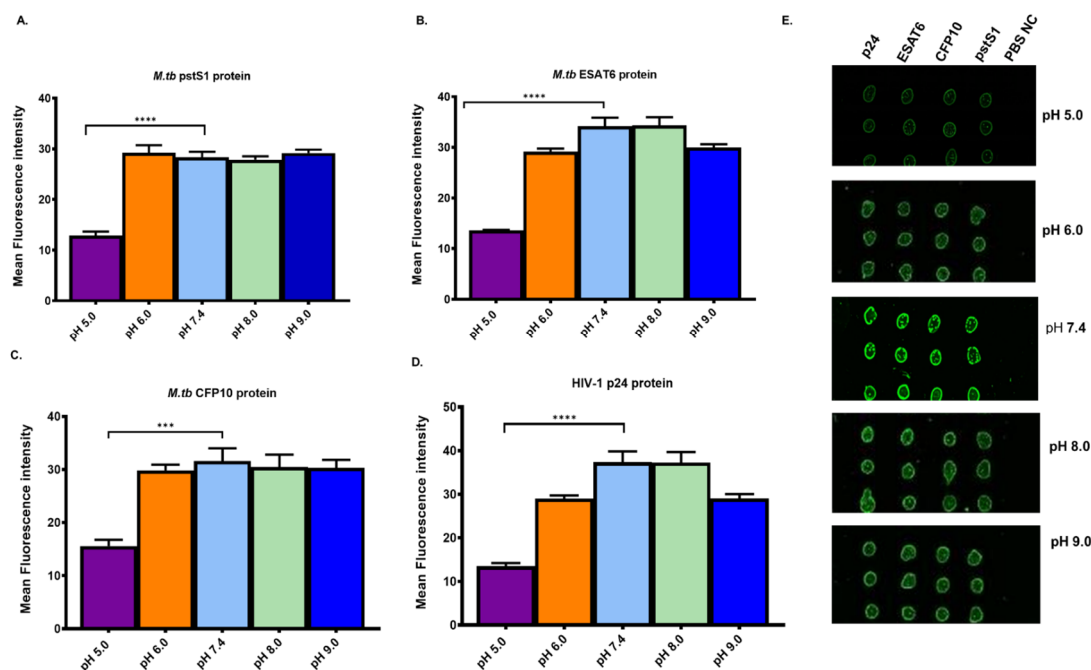 A.
M.tb pstS1 protein
Mean Fluorescence intensity
40
30
20
10
0
****
pH 5.0
pH 6.0
pH 7.4
pH 8.0
pH 9.0
B.
M.tb ESAT6 protein
Mean Fluorescence intensity
40
30
20
10
0
****
pH 5.0
pH 6.0
pH 7.4
pH 8.0
pH 9.0
C.
M.tb CFP10 protein
Mean Fluorescence intensity
40
30
20
10
0
***
pH 5.0
pH 6.0
pH 7.4
pH 8.0
pH 9.0
D.
HIV-1 p24 protein
Mean Fluorescence intensity
50
40
30
20
10
0
****
pH 5.0
pH 6.0
pH 7.4
pH 8.0
pH 9.0
E.
p24
ESAT6
CFP10
pstS1
PBS NC
pH 5.0
pH 6.0
pH 7.4
pH 8.0
pH 9.0